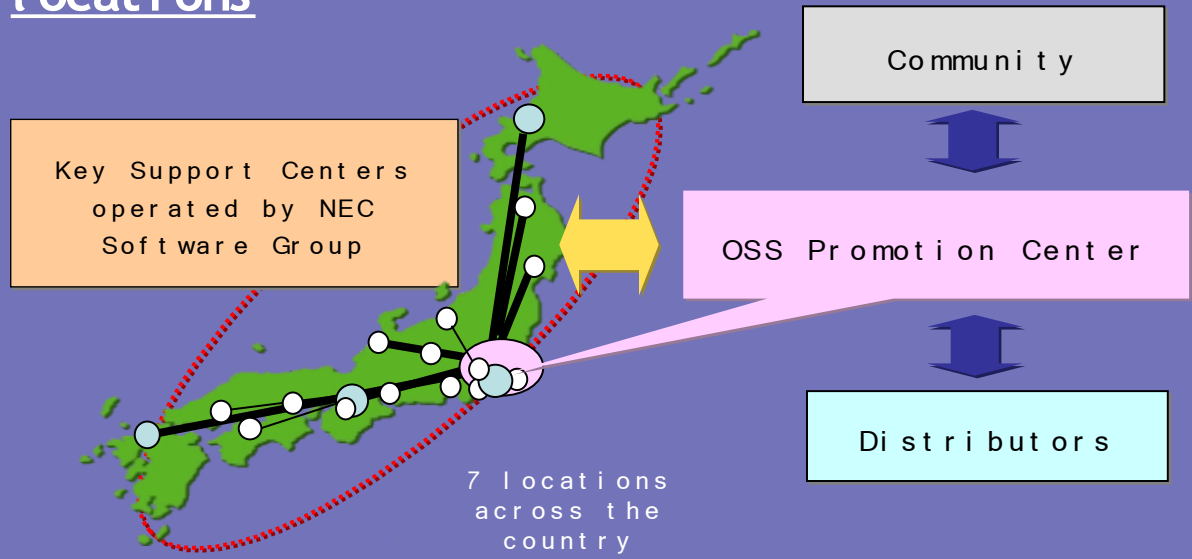 locations
Community
Key Support Centers
operated by NEC
Software Group
OSS Promotion Center
Distributors
7 locations
across the
country